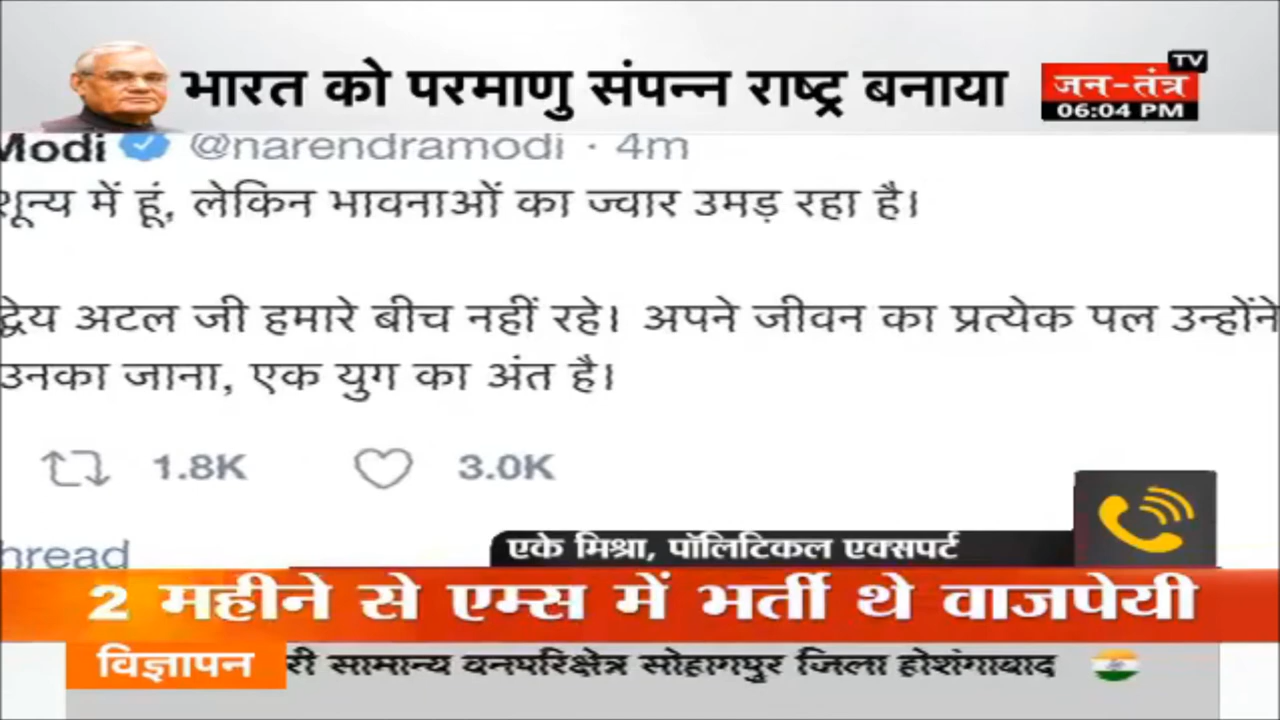 भारत को परमाणु संपन्न राष्ट्र बनाया
TV
जन-तंत्र
06:04 PM
Modi @narendramodi · 4m
शून्य में हूं, लेकिन भावनाओं का ज्वार उमड़ रहा है।
द्धेय अटल जी हमारे बीच नहीं रहे। अपने जीवन का प्रत्येक पल उन्होंने
उनका जाना, एक युग का अंत है।
1.8K 3.0K
hread
एके मिश्रा, पॉलिटिकल एक्सपर्ट
2 महीने से एम्स में भर्ती थे वाजपेयी
विज्ञापन री सामान्य वनपरिक्षेत्र सोहागपुर जिला होशंगाबाद